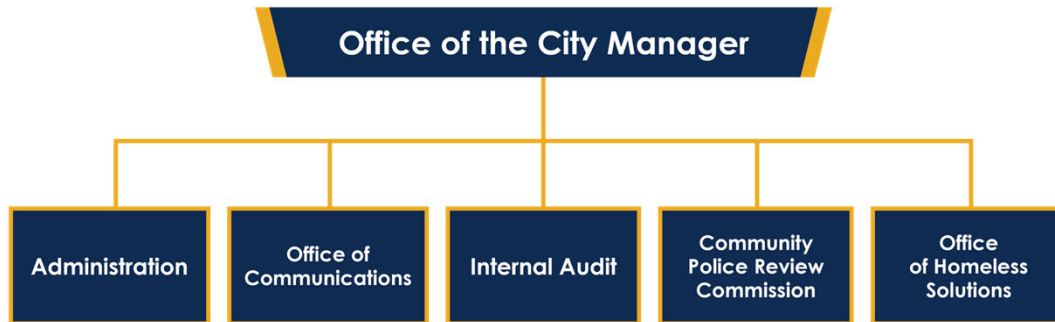 Office of the City Manager
Administration
Office of
Communications
Internal Audit
Community
Police Review
Commission
Office
of Homeless
Solutions